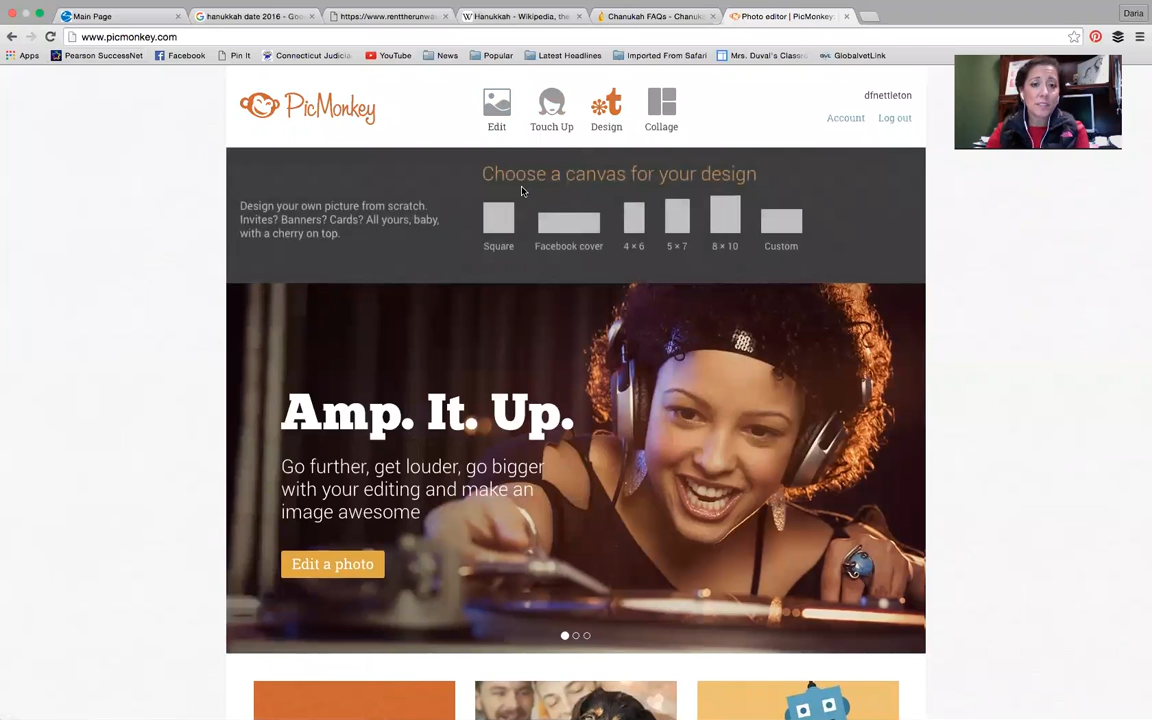 Main Page
hanukkah date 2016 - Goo
https://www.renttherunwa
Hanukkah - Wikipedia, the
Chanukah FAQs - Chanuk
Photo editor | PicMonkey:
Daria
www.picmonkey.com
Apps
Pearson SuccessNet
Facebook
Pin It
Connecticut Judicia
YouTube
News
Popular
Latest Headlines
Imported From Safari
Mrs. Duval's Classro
GlobalvetLink
PicMonkey
Edit
Touch Up
Design
Collage
dfnettleton
Account
Log out
Choose a canvas for your design
Design your own picture from scratch.
Invites? Banners? Cards? All yours, baby,
with a cherry on top.
Square
Facebook cover
4 × 6
5 × 7
8 × 10
Custom
Amp. It. Up.
Go further, get louder, go bigger
with your editing and make an
image awesome
Edit a photo